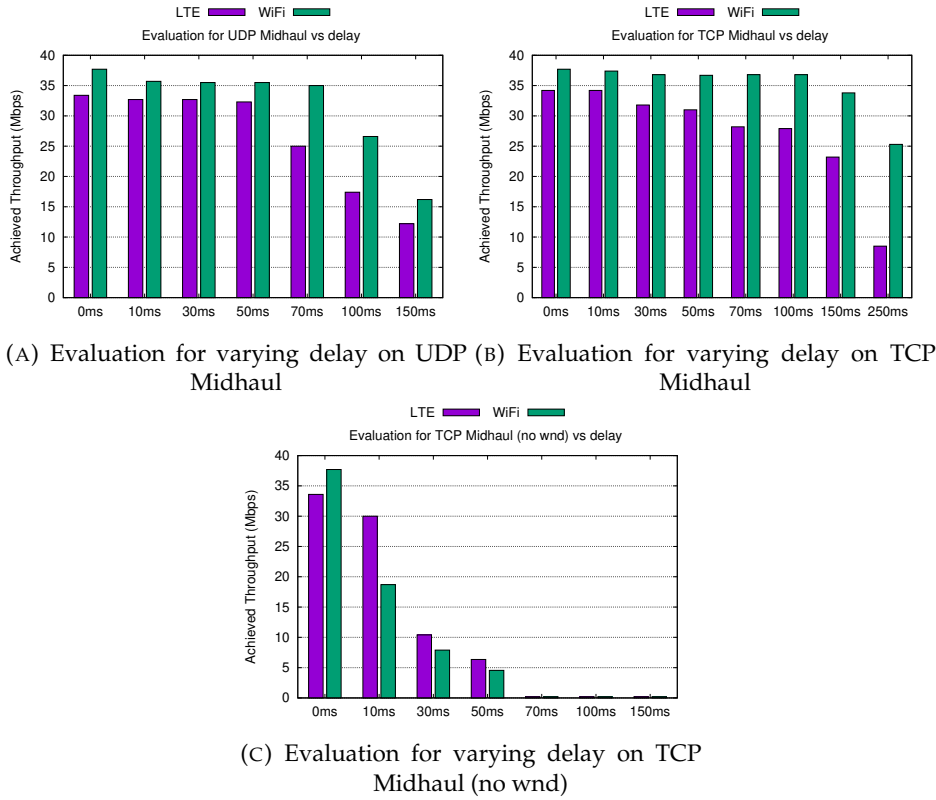 LTE WiFi
Evaluation for UDP Midhaul vs delay
Achieved Throughput (Mbps)
40
35
30
25
20
15
10
5
0
0ms 10ms 30ms 50ms 70ms 100ms 150ms
(A) Evaluation for varying delay on UDP
Midhaul
LTE WiFi
Evaluation for TCP Midhaul vs delay
Achieved Throughput (Mbps)
40
35
30
25
20
15
10
5
0
0ms 10ms 30ms 50ms 70ms 100ms 150ms 250ms
(B) Evaluation for varying delay on TCP
Midhaul
LTE WiFi
Evaluation for TCP Midhaul (no wnd) vs delay
Achieved Throughput (Mbps)
40
35
30
25
20
15
10
5
0
0ms 10ms 30ms 50ms 70ms 100ms 150ms
(C) Evaluation for varying delay on TCP
Midhaul (no wnd)